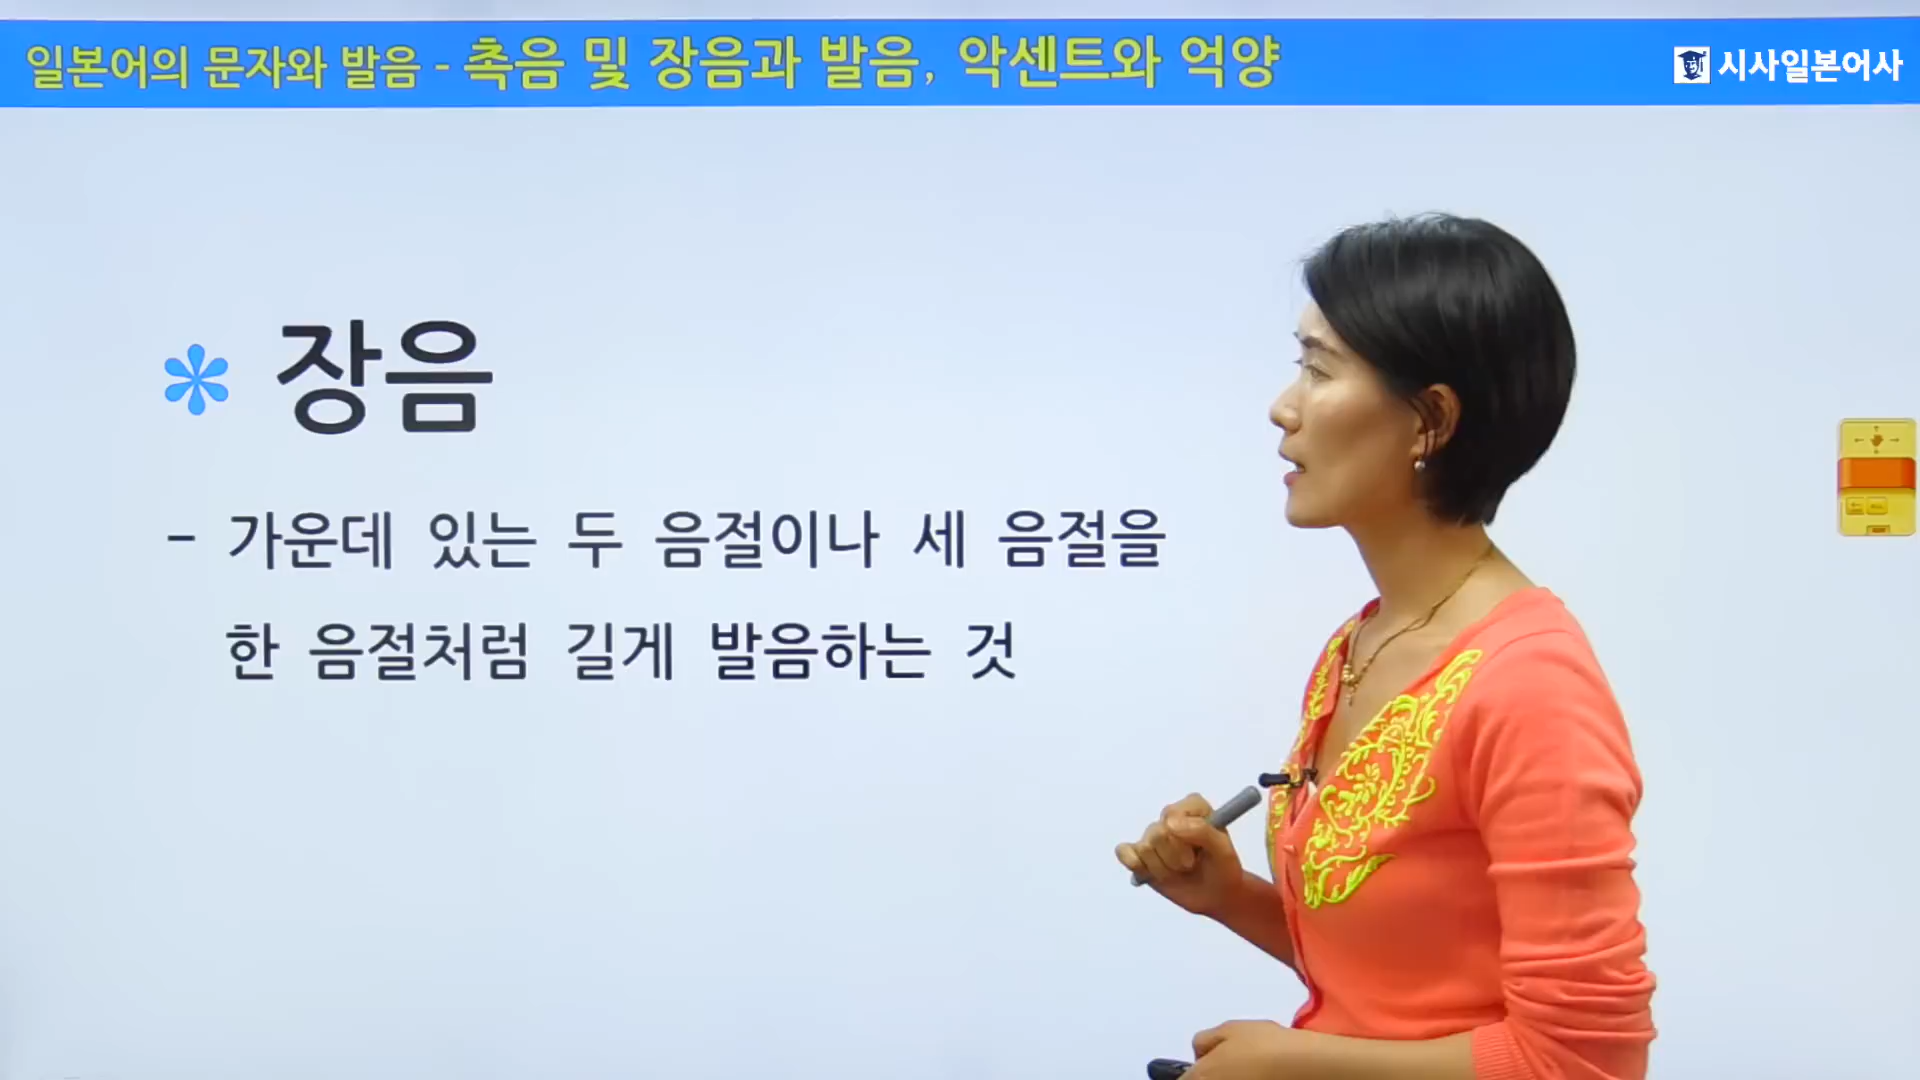 일본어의 문자와 발음 - 촉음 및 장음과 발음, 악센트와 억양
시사일본어사
* 장음
- 가운데 있는 두 음절이나 세 음절을
한 음절처럼 길게 발음하는 것